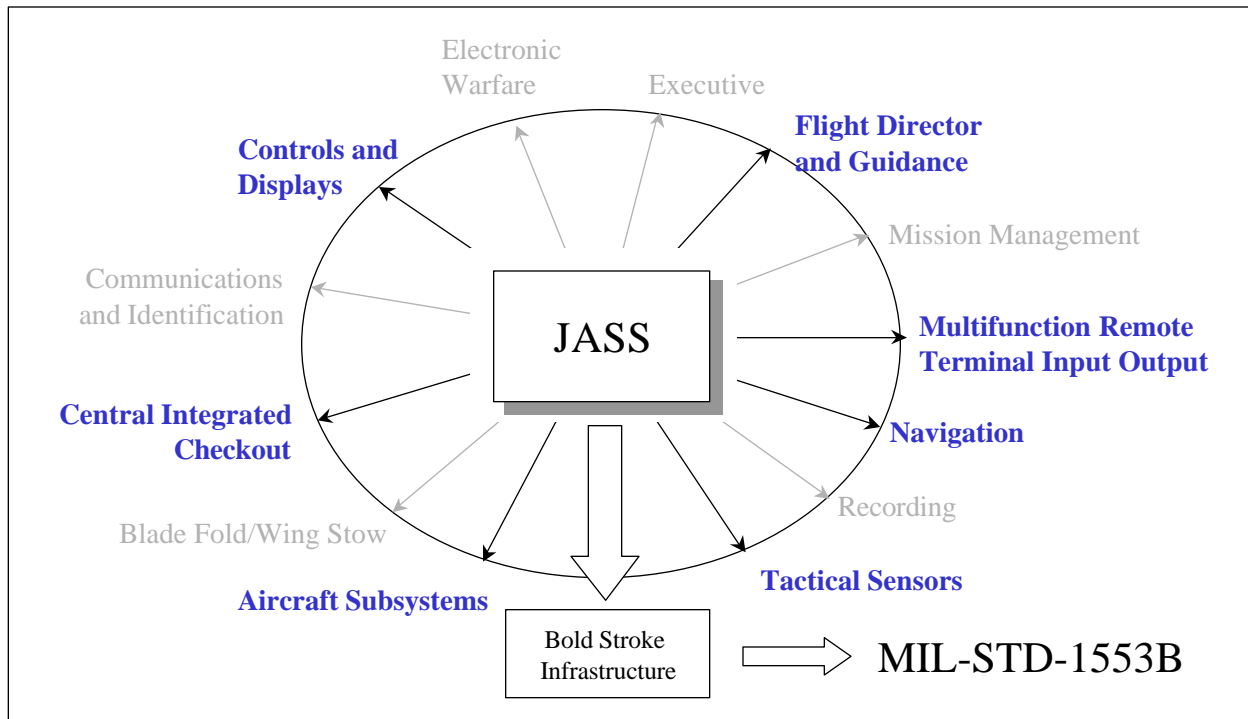 Electronic
Warfare
Executive
Flight Director
and Guidance
Controls and
Displays
Mission Management
Communications
and Identification
JASS
Multifunction Remote
Terminal Input Output
Central Integrated
Checkout
Navigation
Recording
Blade Fold/Wing Stow
Tactical Sensors
Aircraft Subsystems
Bold Stroke
Infrastructure
MIL-STD-1553B